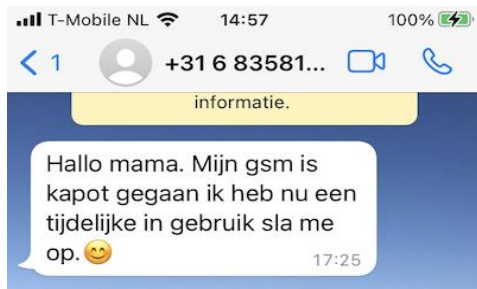 T-Mobile NL 14:57 100%
1 +31 6 83581...
informatie.
Hallo mama. Mijn gsm is
kapot gegaan ik heb nu een
tijdelijke in gebruik sla me
op.😊
17:25